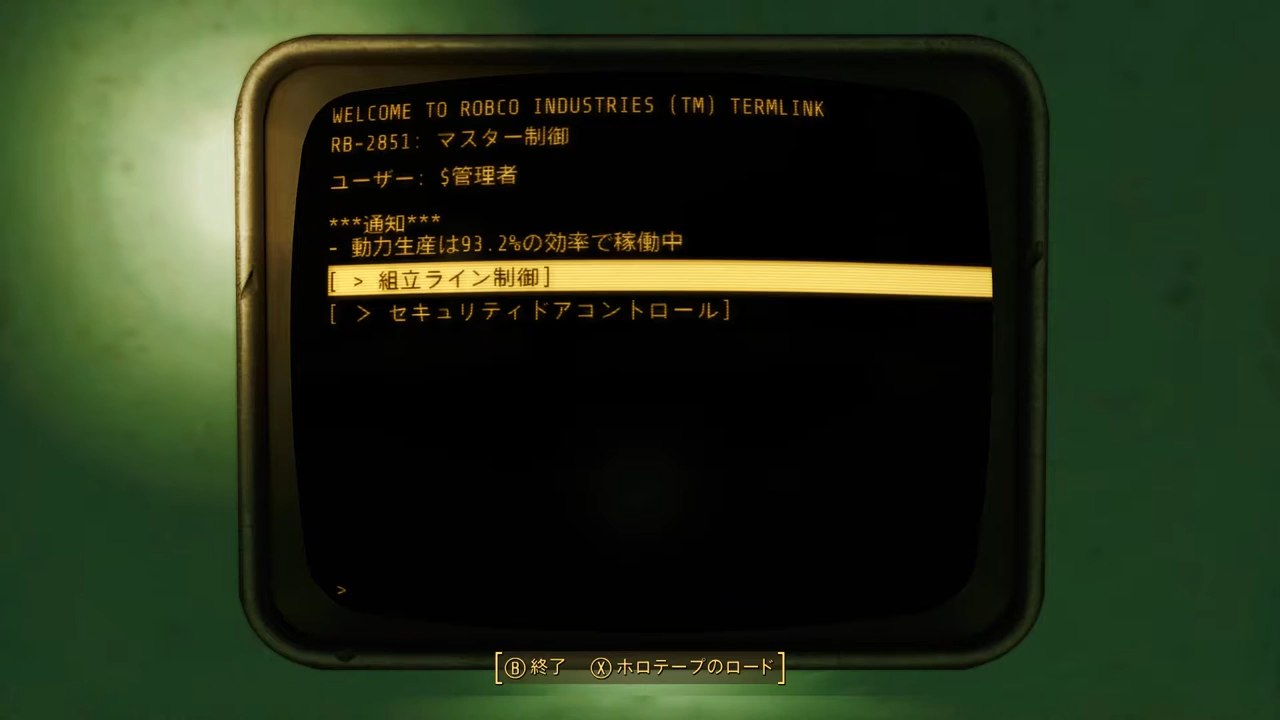 WELCOME TO ROBCO INDUSTRIES (TM) TERMLINK
RB-2851: マスター制御
ユーザー: $管理者
***通知***
- 動力生産は93.2%の効率で稼働中
[ > 組立ライン制御]
[ > セキュリティドアコントロール]
>
[Ⓑ終了 Ⓧホロテープのロード]